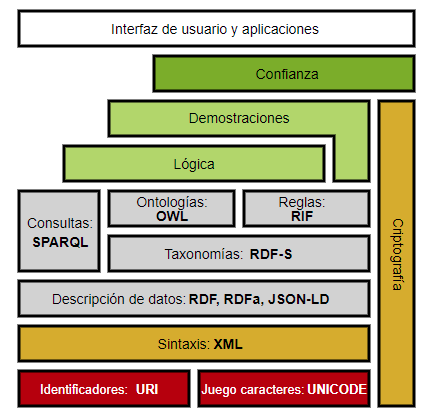 Interfaz de usuario y aplicaciones
Confianza
Demostraciones
Lógica
Consultas:
SPARQL
Ontologías:
OWL
Reglas:
RIF
Taxonomías: RDF-S
Descripción de datos: RDF, RDFa, JSON-LD
Sintaxis: XML
Identificadores: URI
Juego caracteres: UNICODE
Criptografía